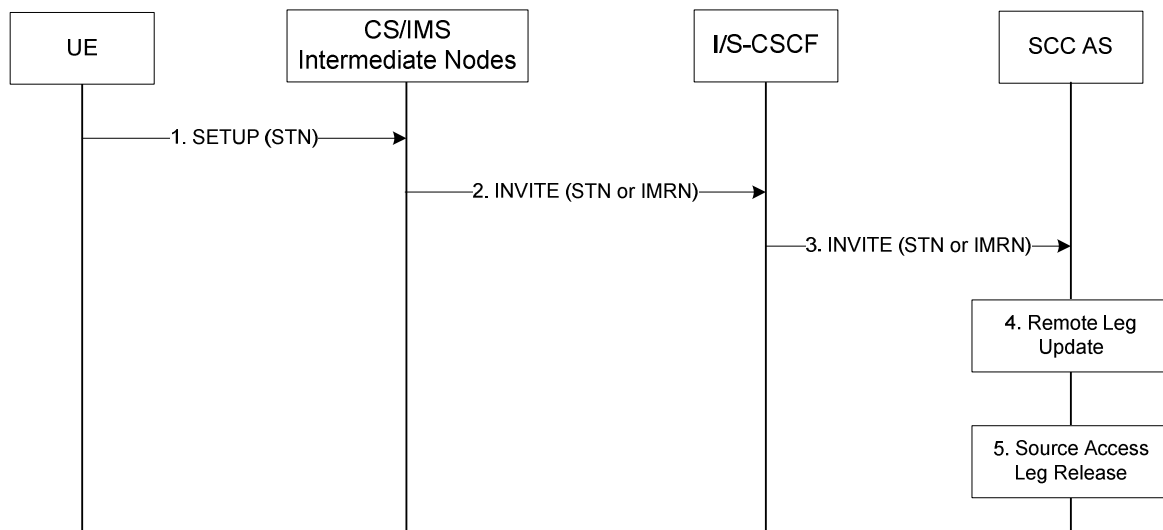 UE
CS/IMS
Intermediate Nodes
I/S-CSCF
SCC AS
1. SETUP (STN)
2. INVITE (STN or IMRN)
3. INVITE (STN or IMRN)
4. Remote Leg
Update
5. Source Access
Leg Release